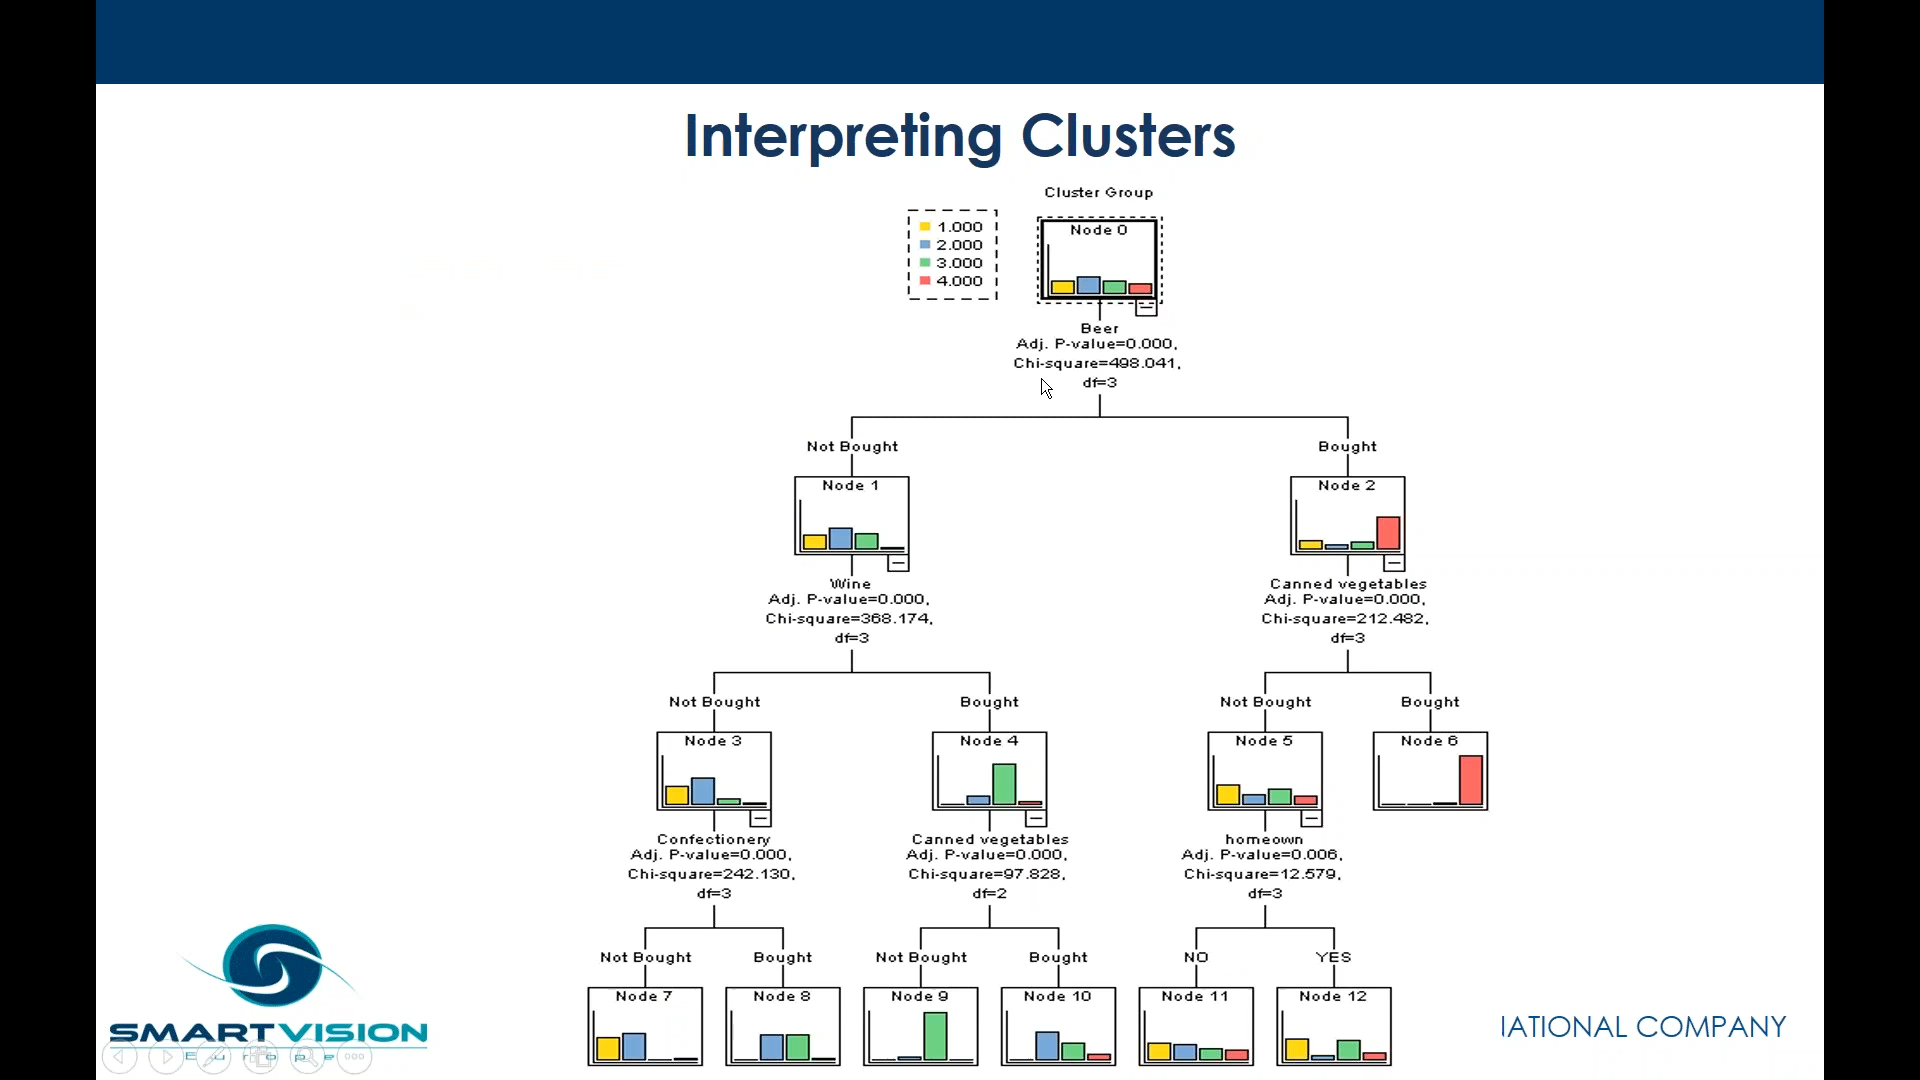 Interpreting Clusters
Cluster Group
1.000
2.000
3.000
4.000
Node 0
Beer
Adj. P-value=0.000,
Chi-square=498.041,
df=3
Not Bought
Bought
Node 1
Node 2
Wine
Adj. P-value=0.000,
Chi-square=368.174,
df=3
Canned vegetables
Adj. P-value=0.000,
Chi-square=212.482,
df=3
Not Bought
Bought
Not Bought
Bought
Node 3
Node 4
Node 5
Node 6
Confectionery
Adj. P-value=0.000,
Chi-square=242.130,
df=3
Canned vegetables
Adj. P-value=0.000,
Chi-square=97.828,
df=2
homeown
Adj. P-value=0.006,
Chi-square=12.579,
df=3
Not Bought
Bought
Not Bought
Bought
NO
YES
Node 7
Node 8
Node 9
Node 10
Node 11
Node 12
SMARTVISION
Europe
IATIONAL COMPANY